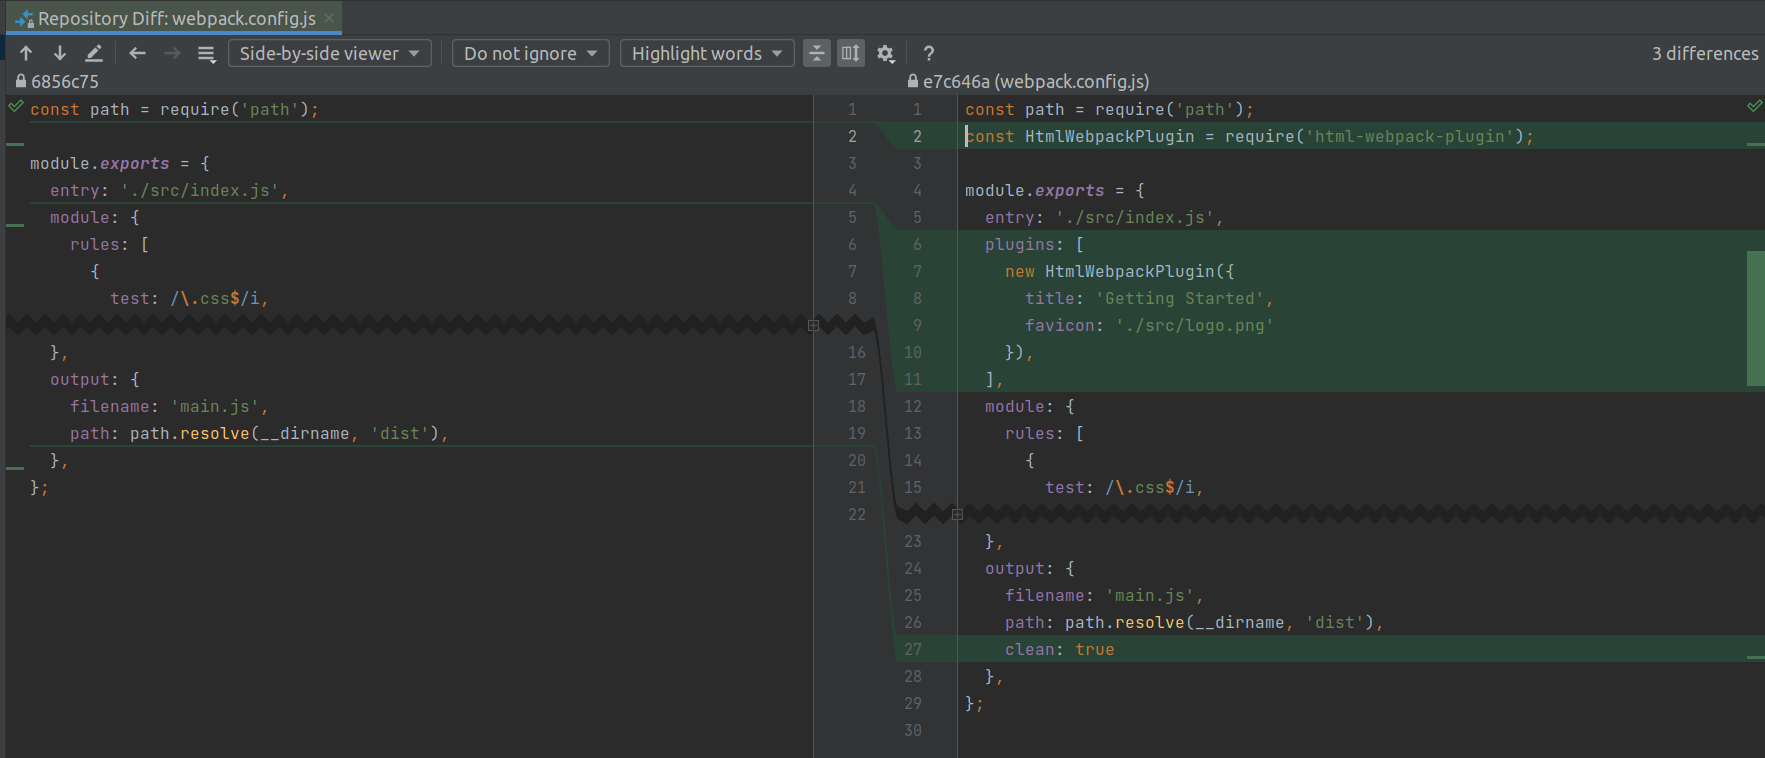 Repository Diff: webpack.config.js
Side-by-side viewer Do not ignore Highlight words ? 3 differences
6856c75
const path = require('path');

module.exports = {
  entry: './src/index.js',
  module: {
    rules: [
      {
        test: /\.css$/i,
  },
  output: {
    filename: 'main.js',
    path: path.resolve(__dirname, 'dist'),
  },
};
1
2
3
4
5
6
7
8
16
17
18
19
20
21
22
e7c646a (webpack.config.js)
1 const path = require('path');
2 const HtmlWebpackPlugin = require('html-webpack-plugin');
3
4 module.exports = {
5   entry: './src/index.js',
6   plugins: [
7     new HtmlWebpackPlugin({
8       title: 'Getting Started',
9       favicon: './src/logo.png'
10     }),
11   ],
12   module: {
13     rules: [
14       {
15         test: /\.css$/i,
23   },
24   output: {
25     filename: 'main.js',
26     path: path.resolve(__dirname, 'dist'),
27     clean: true
28   },
29 };
30